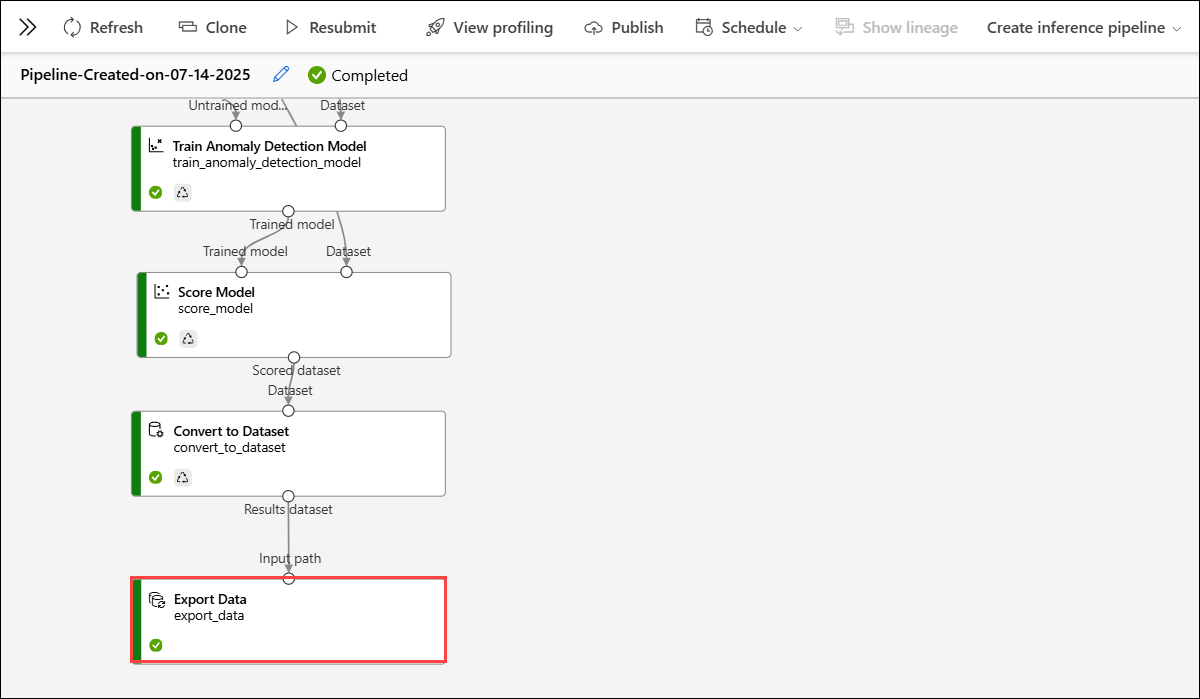 Refresh Clone Resubmit View profiling Publish Schedule Show lineage Create inference pipeline
Pipeline-Created-on-07-14-2025 Completed
Untrained mod... Dataset
Train Anomaly Detection Model
train_anomaly_detection_model
Trained model
Trained model Dataset
Score Model
score_model
Scored dataset
Dataset
Convert to Dataset
convert_to_dataset
Results dataset
Input path
Export Data
export_data